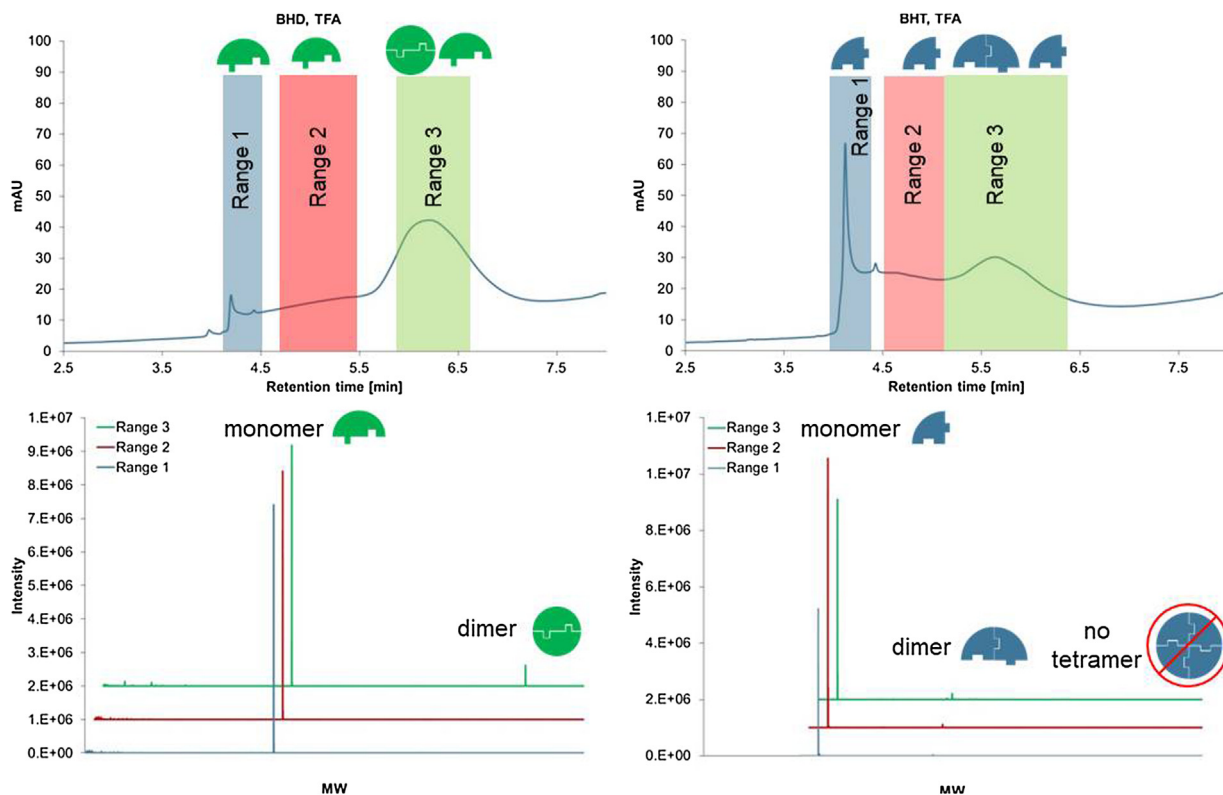 BHD, TFA
100
90
80
70
60
50
40
30
20
10
0
mAU
Range 1
Range 2
Range 3
2.5
3.5
4.5
5.5
6.5
7.5
Retention time [min]
BHT, TFA
100
90
80
70
60
50
40
30
20
10
0
mAU
Range 1
Range 2
Range 3
2.5
3.5
4.5
5.5
6.5
7.5
Retention time [min]
1.E+07
9.E+06
8.E+06
7.E+06
6.E+06
5.E+06
4.E+06
3.E+06
2.E+06
1.E+06
0.E+00
Intensity
Range 3
Range 2
Range 1
monomer
dimer
MW
1.E+07
1.E+07
8.E+06
6.E+06
4.E+06
2.E+06
0.E+00
Intensity
Range 3
Range 2
Range 1
monomer
dimer
no
tetramer
MW